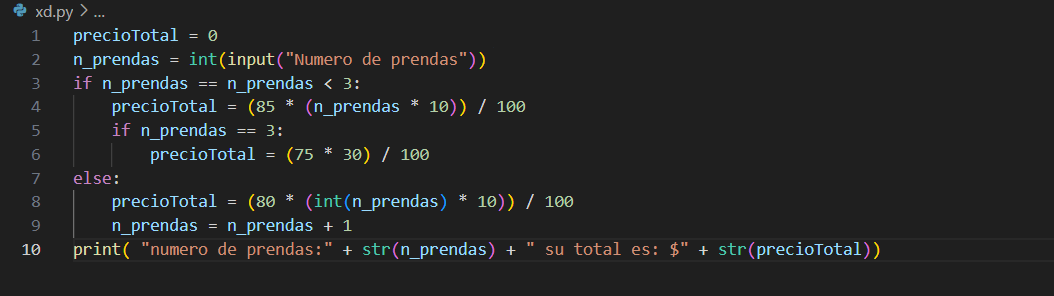 xd.py > ...
1 precioTotal = 0
2 n_prendas = int(input("Numero de prendas"))
3 if n_prendas == n_prendas < 3:
4     precioTotal = (85 * (n_prendas * 10)) / 100
5     if n_prendas == 3:
6         precioTotal = (75 * 30) / 100
7 else:
8     precioTotal = (80 * (int(n_prendas) * 10)) / 100
9     n_prendas = n_prendas + 1
10 print( "numero de prendas:" + str(n_prendas) + " su total es: $" + str(precioTotal))